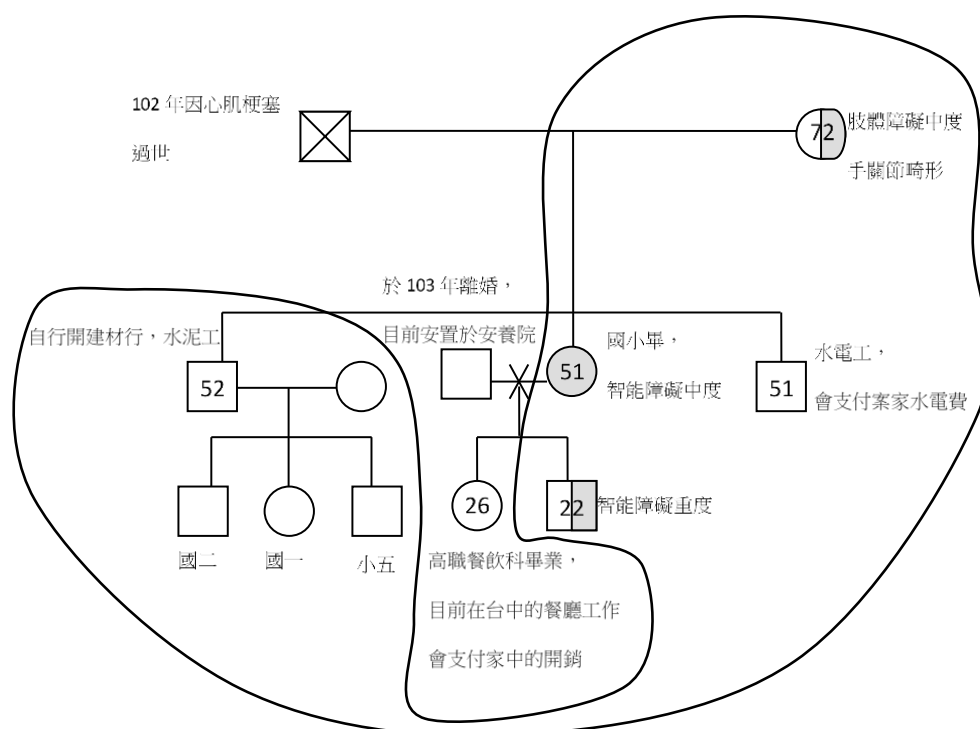 102 年因心肌梗塞
過世
72
肢體障礙中度
手關節畸形
於 103 年離婚，
目前安置於安養院
自行開建材行，水泥工
52
國小畢，
智能障礙中度
51
水電工，
會支付案家水電費
51
26
22
智能障礙重度
國二
國一
小五
高職餐飲科畢業，
目前在台中的餐廳工作
會支付家中的開銷